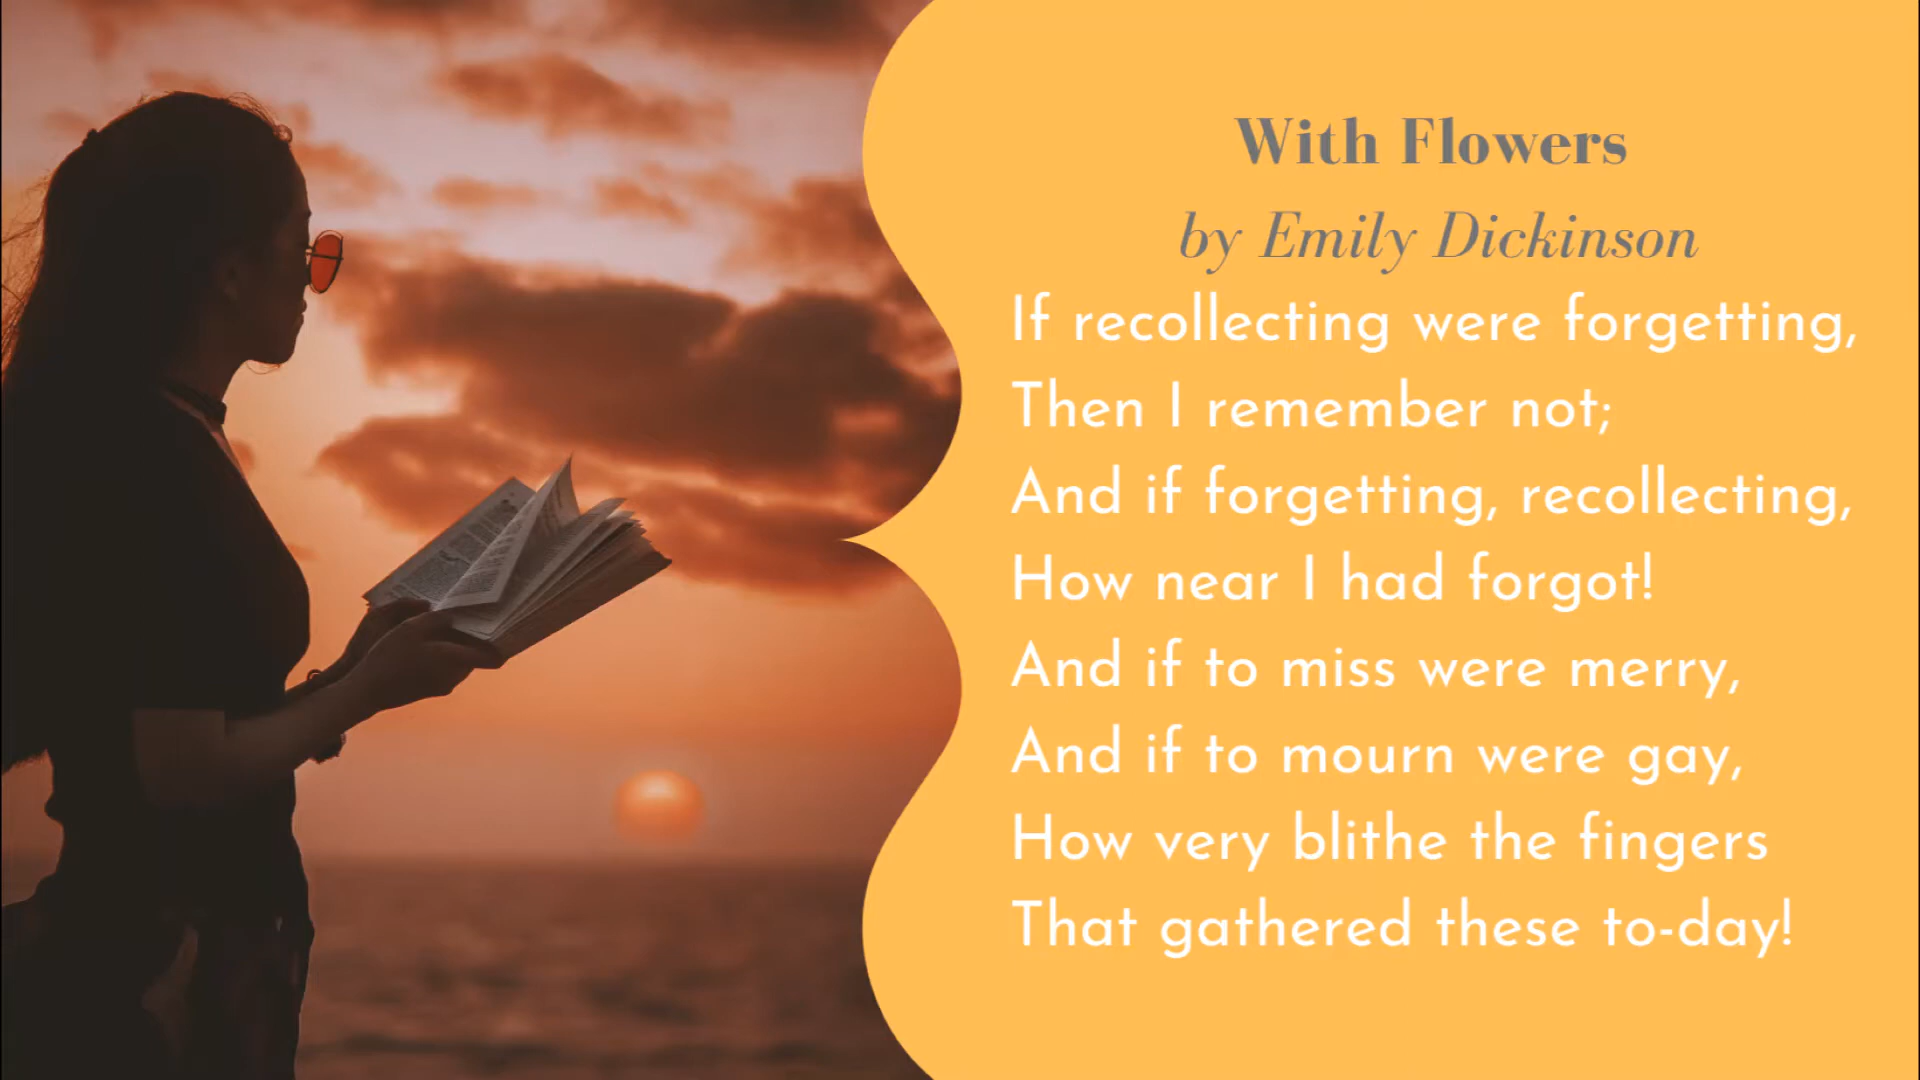 With Flowers
by Emily Dickinson
If recollecting were forgetting,
Then I remember not;
And if forgetting, recollecting,
How near I had forgot!
And if to miss were merry,
And if to mourn were gay,
How very blithe the fingers
That gathered these to-day!